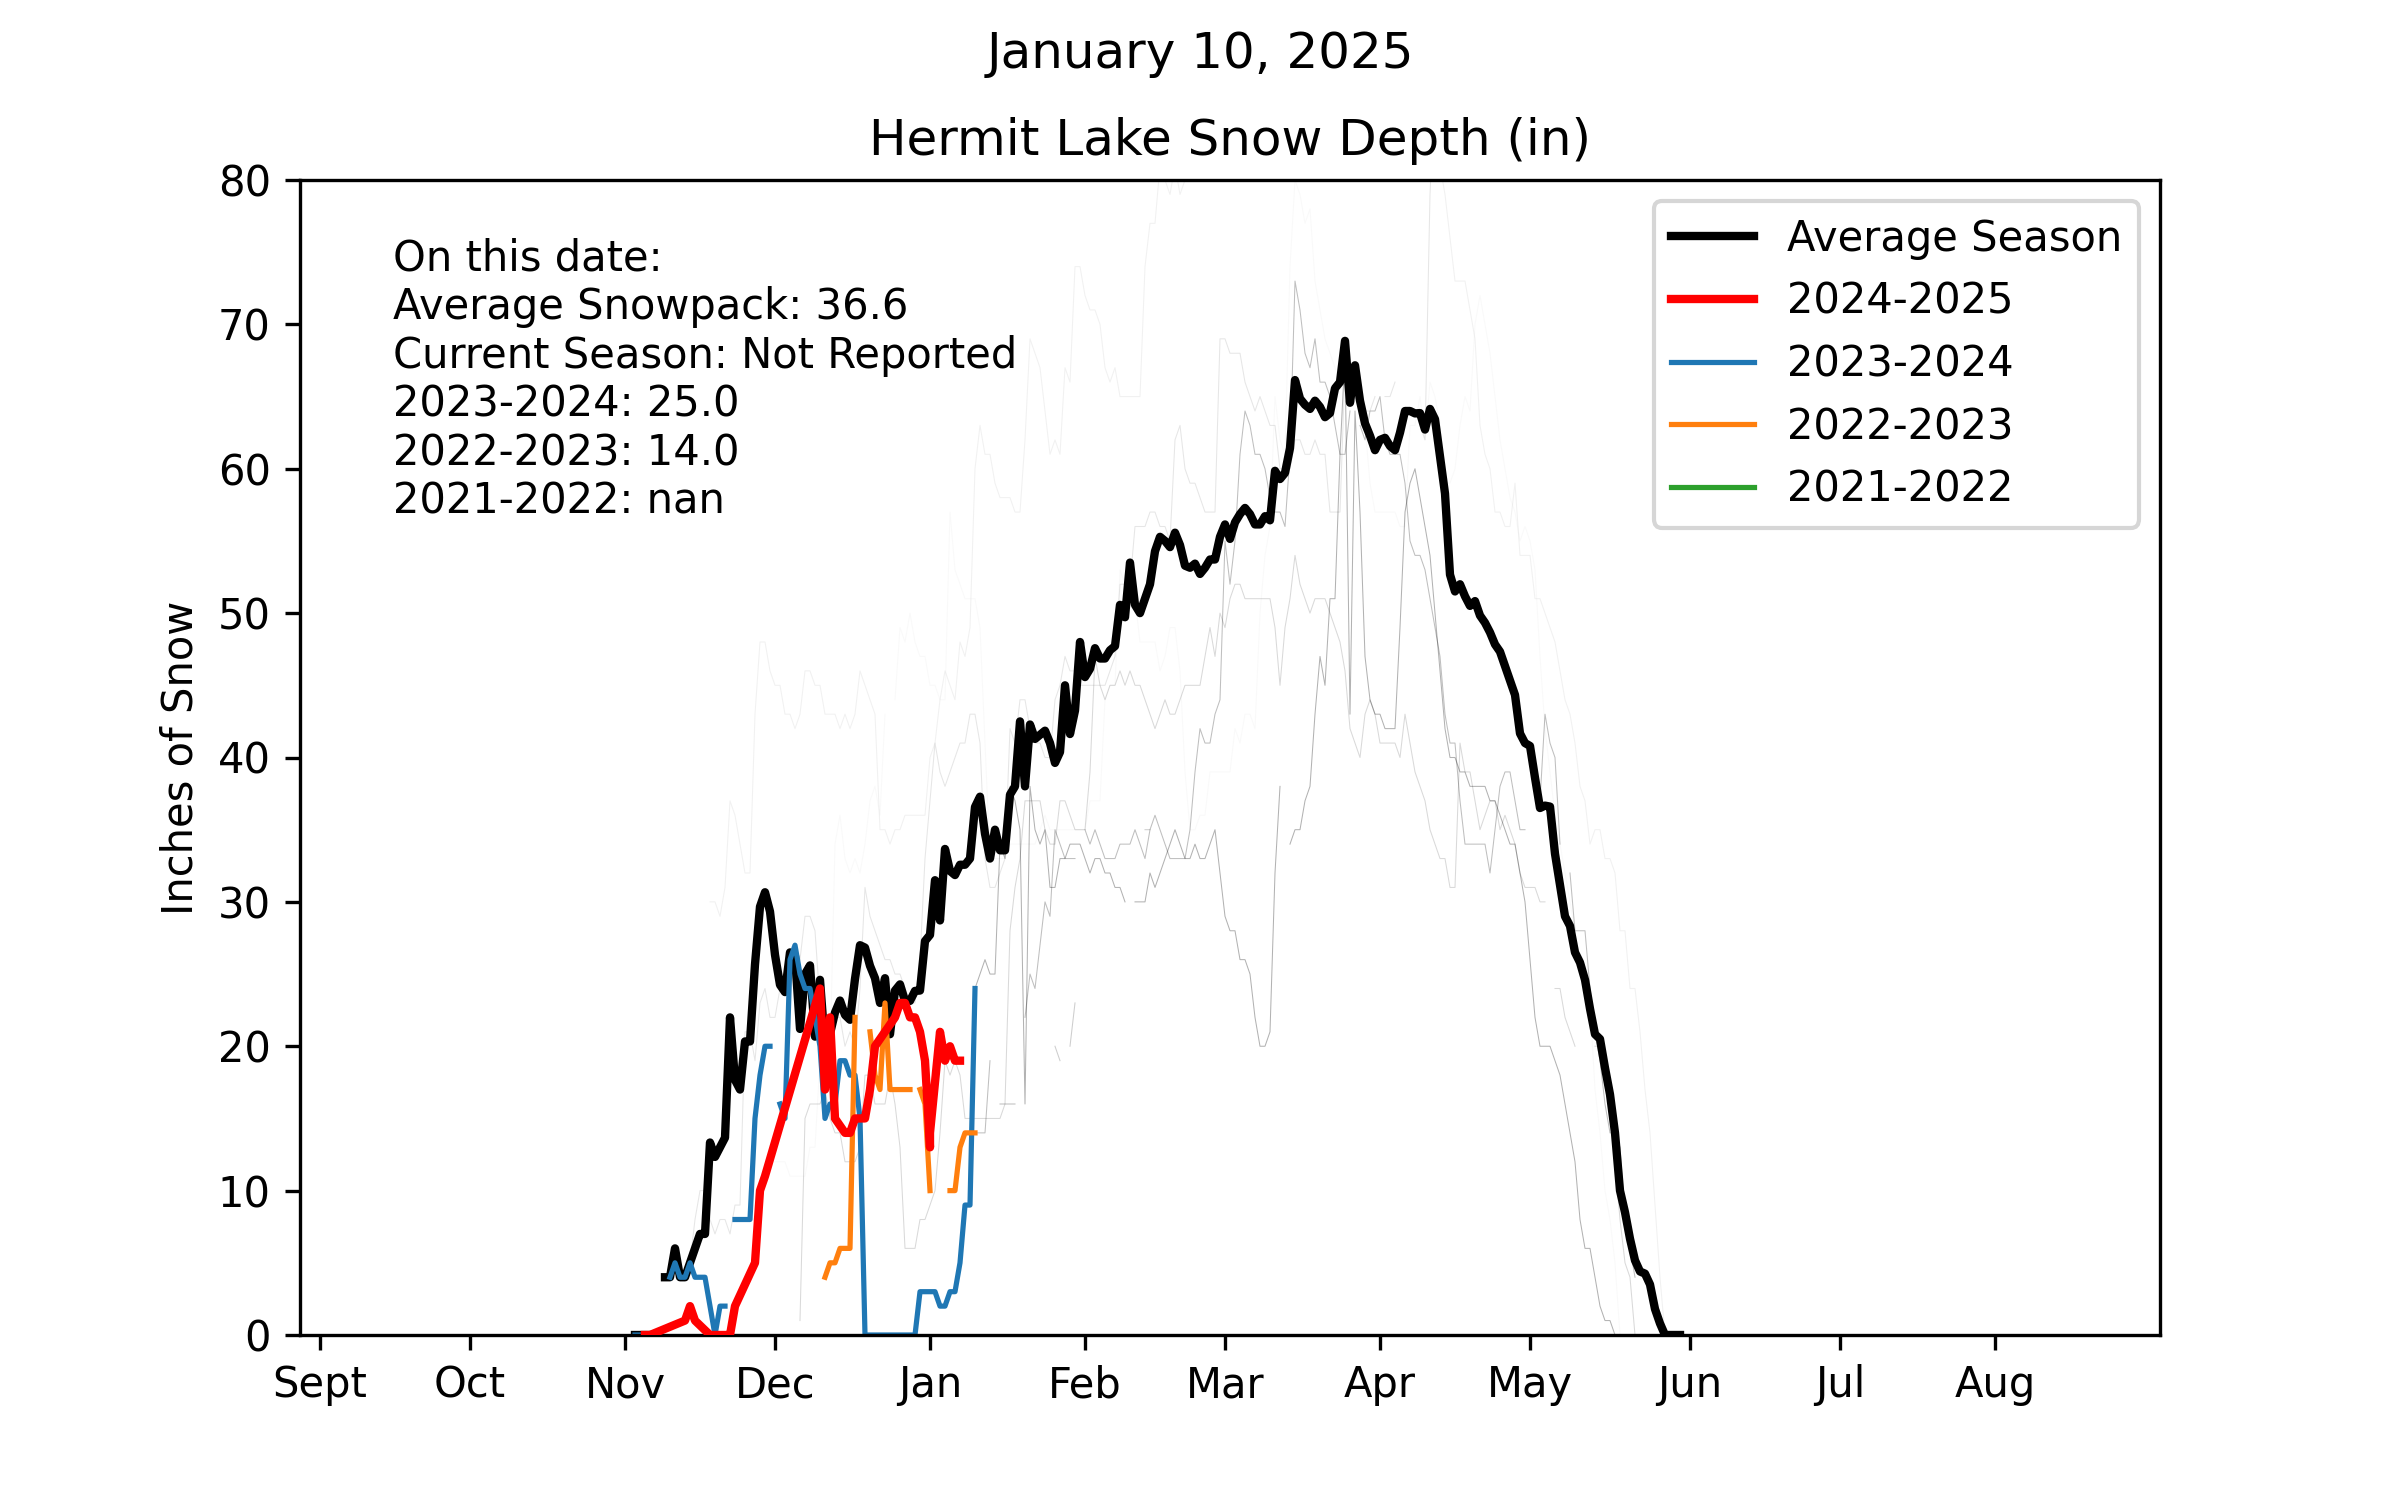 January 10, 2025
Hermit Lake Snow Depth (in)
On this date:
Average Snowpack: 36.6
Current Season: Not Reported
2023-2024: 25.0
2022-2023: 14.0
2021-2022: nan
Average Season
2024-2025
2023-2024
2022-2023
2021-2022
Inches of Snow
80
70
60
50
40
30
20
10
0
Sept Oct Nov Dec Jan Feb Mar Apr May Jun Jul Aug